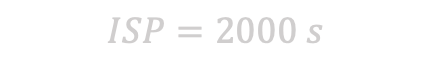 ISP = 2000 s